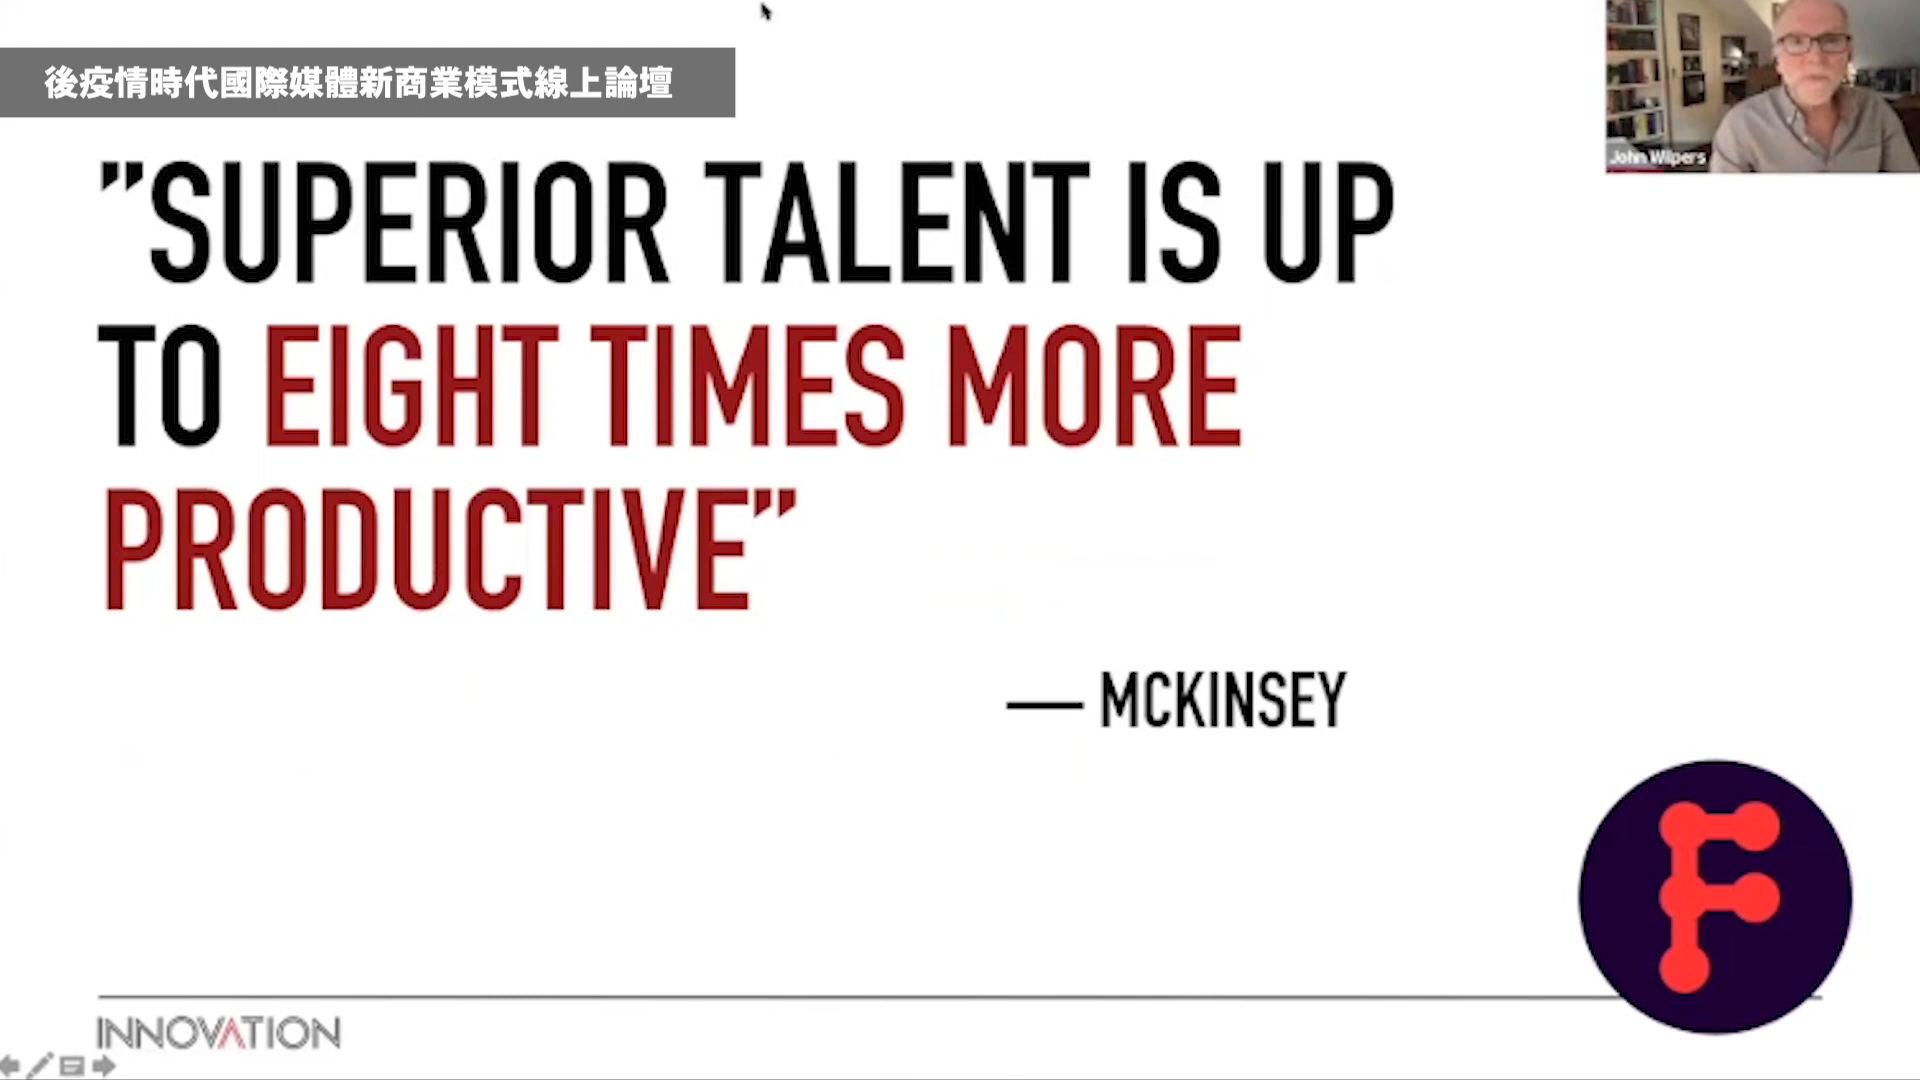 後疫情時代國際媒體新商業模式線上論壇
John Wilpers
”SUPERIOR TALENT IS UP
TO EIGHT TIMES MORE
PRODUCTIVE”
— MCKINSEY
F
INNOVATION